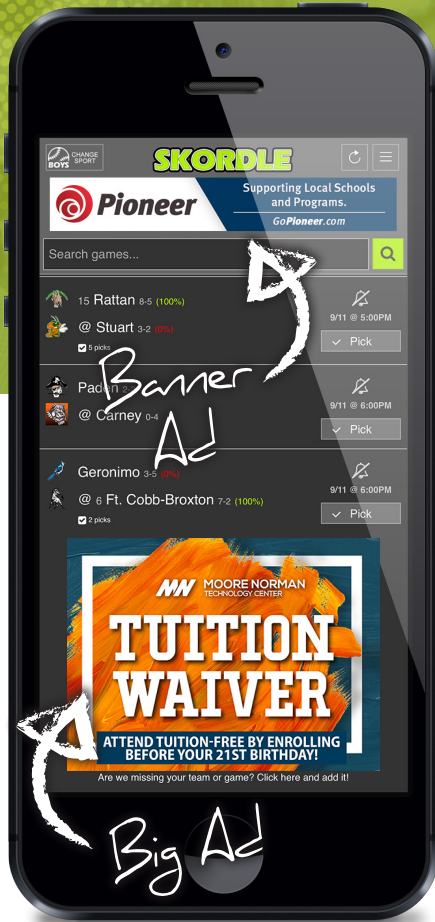 BOYS
CHANGE
SPORT
SKORDLE
Pioneer
Supporting Local Schools
and Programs.
GoPioneer.com
Search games...
15 Rattan 8-5 (100%)
@ Stuart 3-2 (0%)
5 picks
9/11 @ 5:00PM
Pick
Banner
Ad
Paden
@ Carney 0-4
9/11 @ 6:00PM
Pick
Geronimo 3-5 (0%)
@ 6 Ft. Cobb-Broxton 7-2 (100%)
2 picks
9/11 @ 6:00PM
Pick
MN MOORE NORMAN
TECHNOLOGY CENTER
TUITION
WAIVER
ATTEND TUITION-FREE BY ENROLLING
BEFORE YOUR 21ST BIRTHDAY!
Are we missing your team or game? Click here and add it!
Big Ad